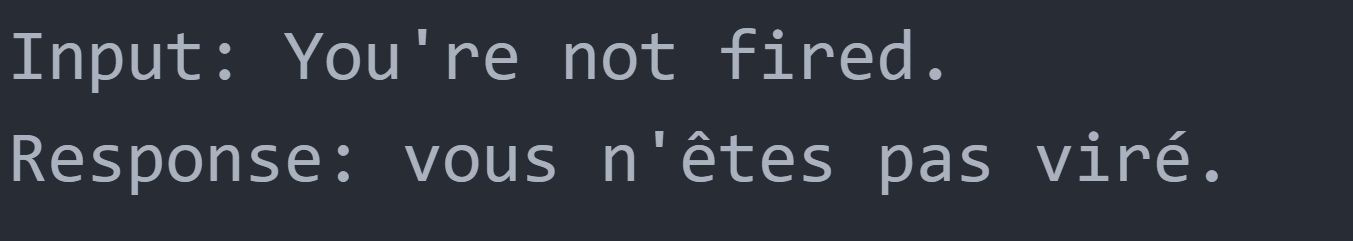 Input: You're not fired.
Response: vous n'êtes pas viré.